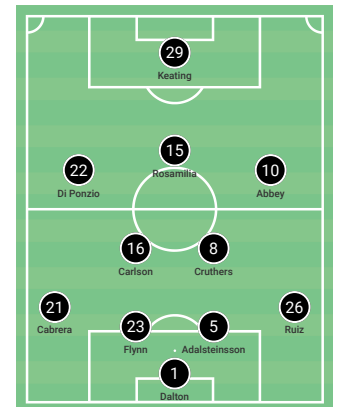 29
Keating
15
Rosamilia
22
Di Ponzio
10
Abbey
16
Carlson
8
Cruthers
21
Cabrera
26
Ruiz
23
Flynn
5
Adalsteinsson
1
Dalton